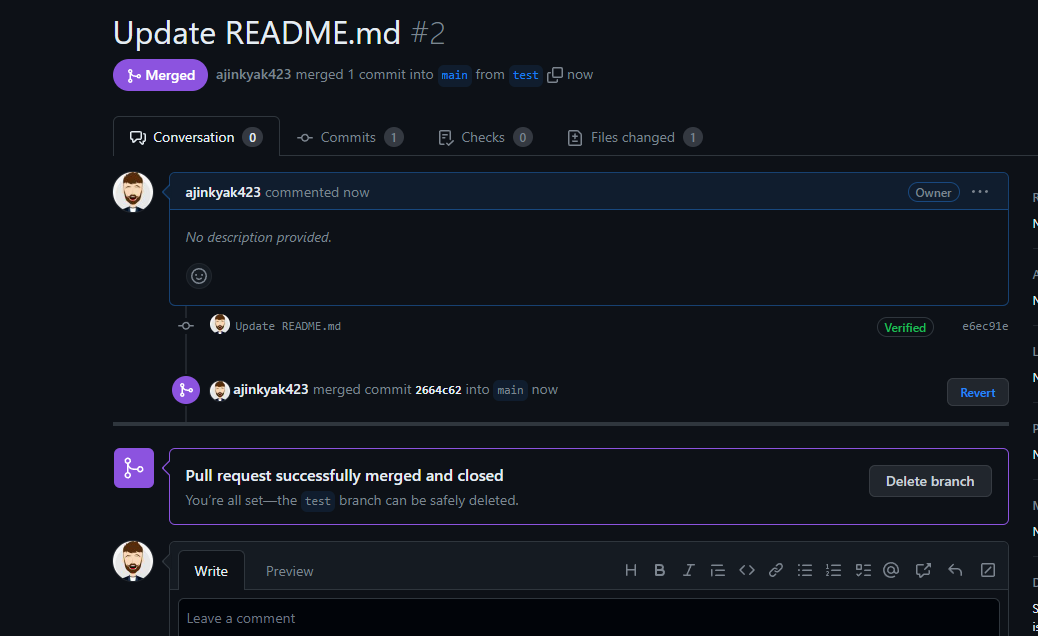 Update README.md #2
Merged ajinkyak423 merged 1 commit into main from test now
Conversation 0 Commits 1 Checks 0 Files changed 1
ajinkyak423 commented now Owner ...
No description provided.
Update README.md Verified e6ec91e
ajinkyak423 merged commit 2664c62 into main now Revert
Pull request successfully merged and closed
You're all set—the test branch can be safely deleted.
Delete branch
Write Preview
Leave a comment